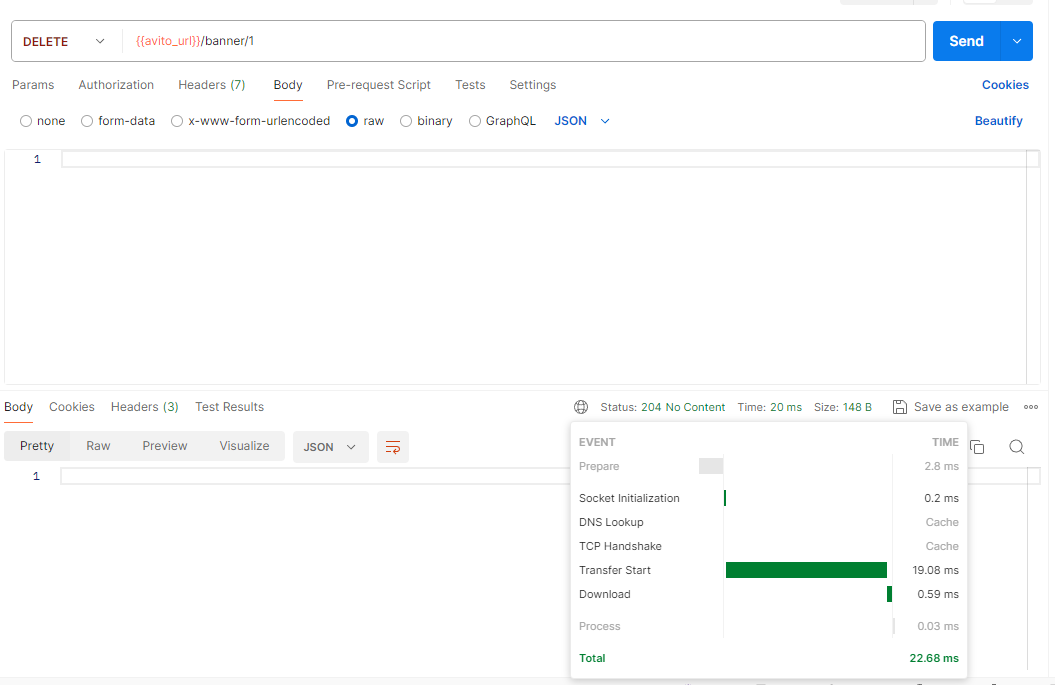 DELETE {{avito_url}}/banner/1 Send
Params Authorization Headers (7) Body Pre-request Script Tests Settings Cookies
none form-data x-www-form-urlencoded raw binary GraphQL JSON Beautify
1
Body Cookies Headers (3) Test Results Status: 204 No Content Time: 20 ms Size: 148 B Save as example
Pretty Raw Preview Visualize JSON
1
EVENT TIME
Prepare 2.8 ms
Socket Initialization 0.2 ms
DNS Lookup Cache
TCP Handshake Cache
Transfer Start 19.08 ms
Download 0.59 ms
Process 0.03 ms
Total 22.68 ms